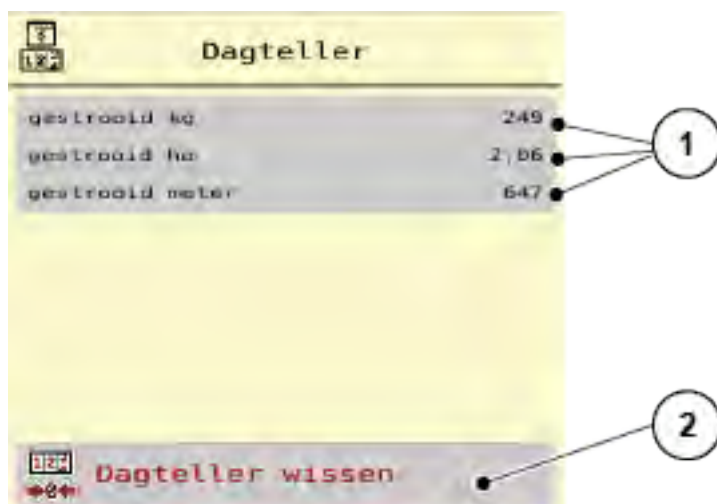 Dagteller
gestrooid kg 249
gestrooid ha 2,06
gestrooid meter 647
1
Dagteller wissen
2